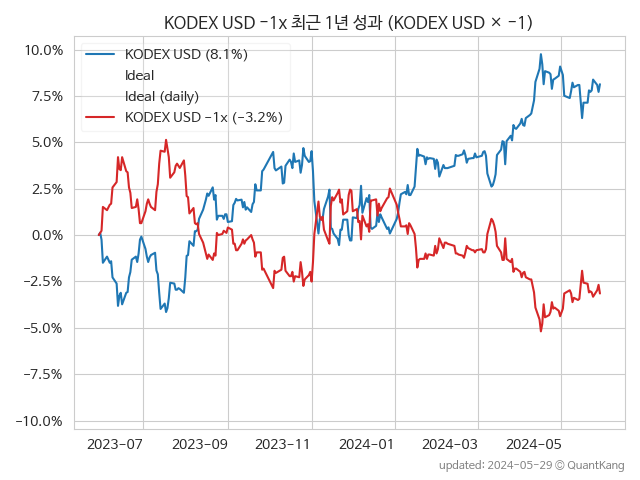 KODEX USD −1x 최근 1년 성과 (KODEX USD × −1)
10.0%
7.5%
5.0%
2.5%
0.0%
−2.5%
−5.0%
−7.5%
−10.0%
KODEX USD (8.1%)
Ideal
Ideal (daily)
KODEX USD −1x (−3.2%)
2023-07
2023-09
2023-11
2024-01
2024-03
2024-05
updated: 2024-05-29 © QuantKang